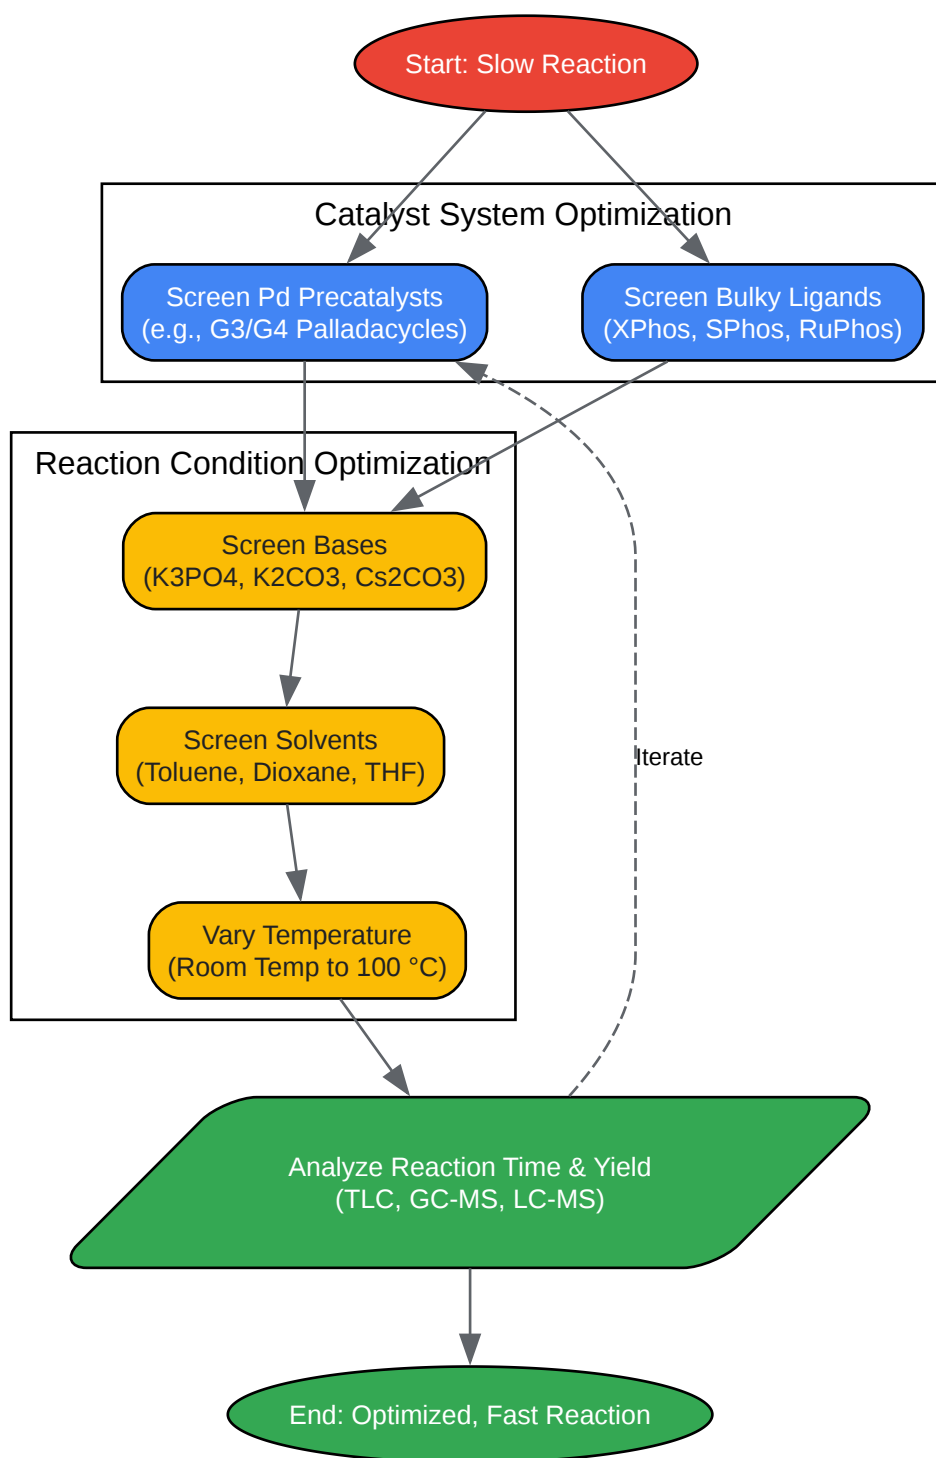 Start: Slow Reaction
Catalyst System Optimization
Screen Pd Precatalysts
(e.g., G3/G4 Palladacycles)
Screen Bulky Ligands
(XPhos, SPhos, RuPhos)
Reaction Condition Optimization
Screen Bases
(K3PO4, K2CO3, Cs2CO3)
Screen Solvents
(Toluene, Dioxane, THF)
Iterate
Vary Temperature
(Room Temp to 100 °C)
Analyze Reaction Time & Yield
(TLC, GC-MS, LC-MS)
End: Optimized, Fast Reaction